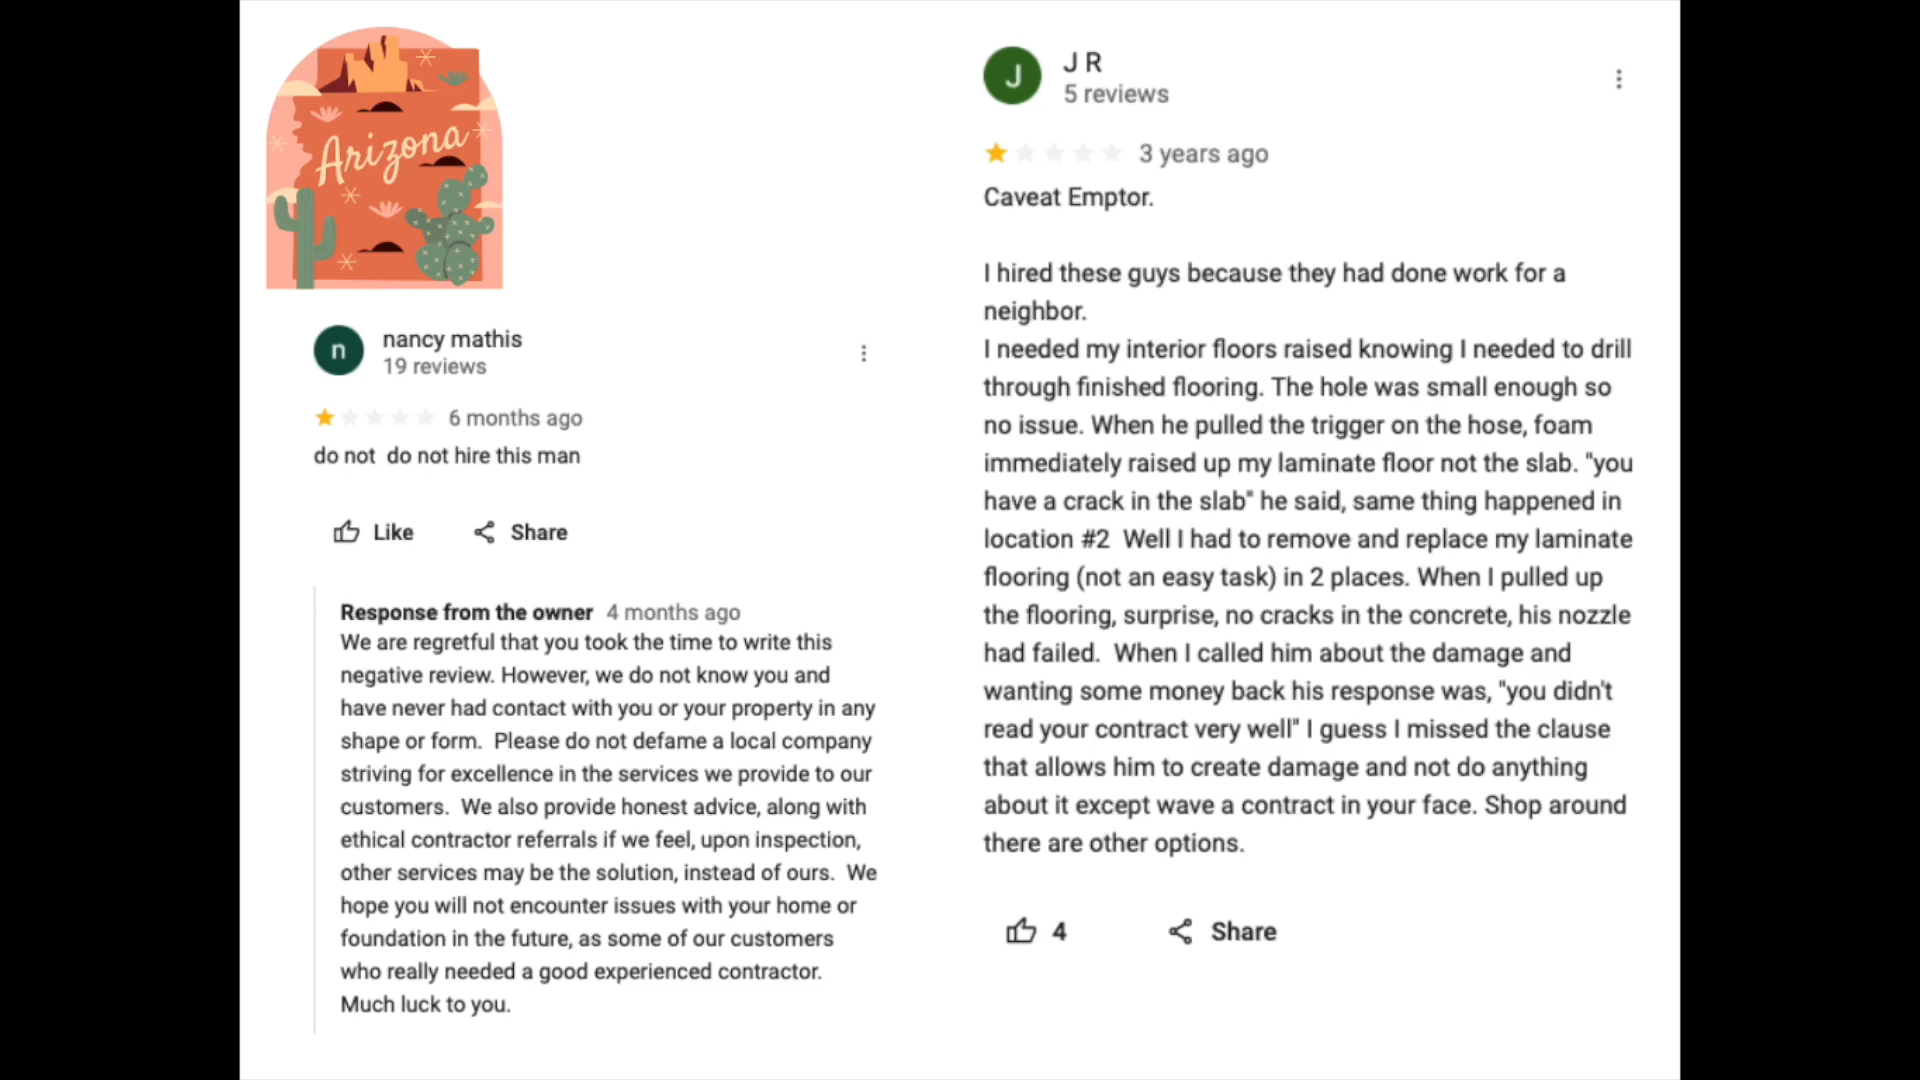 Arizona
n
nancy mathis
19 reviews
6 months ago
do not  do not hire this man
Like
Share
Response from the owner 4 months ago
We are regretful that you took the time to write this
negative review. However, we do not know you and
have never had contact with you or your property in any
shape or form.  Please do not defame a local company
striving for excellence in the services we provide to our
customers.  We also provide honest advice, along with
ethical contractor referrals if we feel, upon inspection,
other services may be the solution, instead of ours.  We
hope you will not encounter issues with your home or
foundation in the future, as some of our customers
who really needed a good experienced contractor.
Much luck to you.
J
J R
5 reviews
3 years ago
Caveat Emptor.
I hired these guys because they had done work for a
neighbor.
I needed my interior floors raised knowing I needed to drill
through finished flooring. The hole was small enough so
no issue. When he pulled the trigger on the hose, foam
immediately raised up my laminate floor not the slab. "you
have a crack in the slab" he said, same thing happened in
location #2  Well I had to remove and replace my laminate
flooring (not an easy task) in 2 places. When I pulled up
the flooring, surprise, no cracks in the concrete, his nozzle
had failed.  When I called him about the damage and
wanting some money back his response was, "you didn't
read your contract very well" I guess I missed the clause
that allows him to create damage and not do anything
about it except wave a contract in your face. Shop around
there are other options.
4
Share